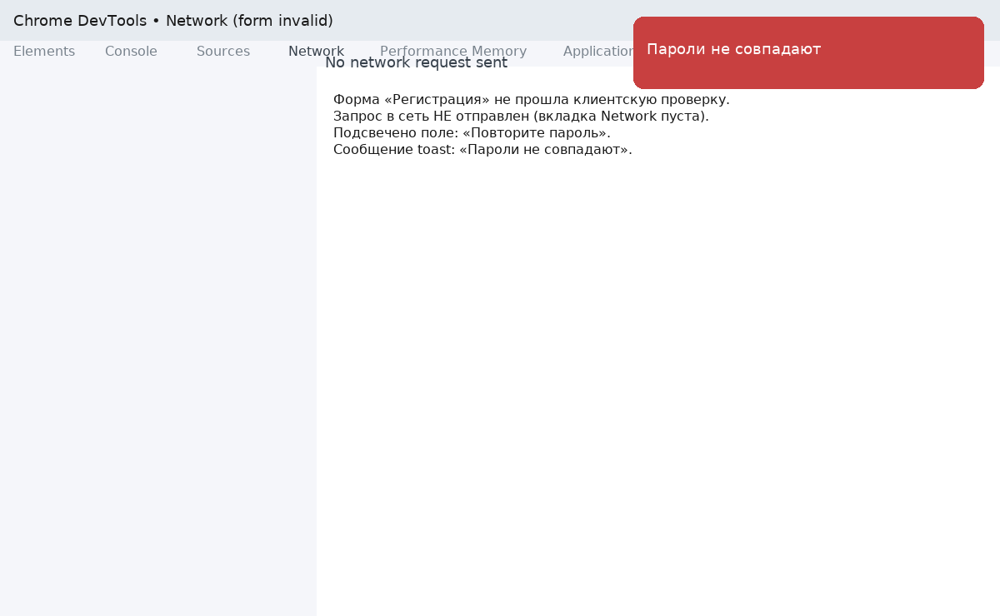 Chrome DevTools • Network (form invalid)
Пароли не совпадают
Elements Console Sources Network Performance Memory Application
No network request sent
Форма «Регистрация» не прошла клиентскую проверку.
Запрос в сеть НЕ отправлен (вкладка Network пуста).
Подсвечено поле: «Повторите пароль».
Сообщение toast: «Пароли не совпадают».